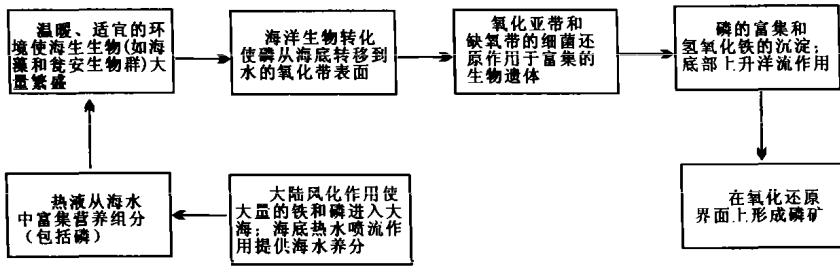 温暖、适宜的环
境使海生生物(如海
藻和瓮安生物群)大
量繁盛
海洋生物转化
使磷从海底转移到
水的氧化带表面
氧化亚带和
缺氧带的细菌还
原作用于富集的
生物遗体
磷的富集和
氢氧化铁的沉淀；
底部上升洋流作用
热液从海水
中富集营养组分
（包括磷）
大陆风化作用使
大量的铁和磷进入大
海；海底热水喷流作
用提供海水养分
在氧化还原
界面上形成磷矿